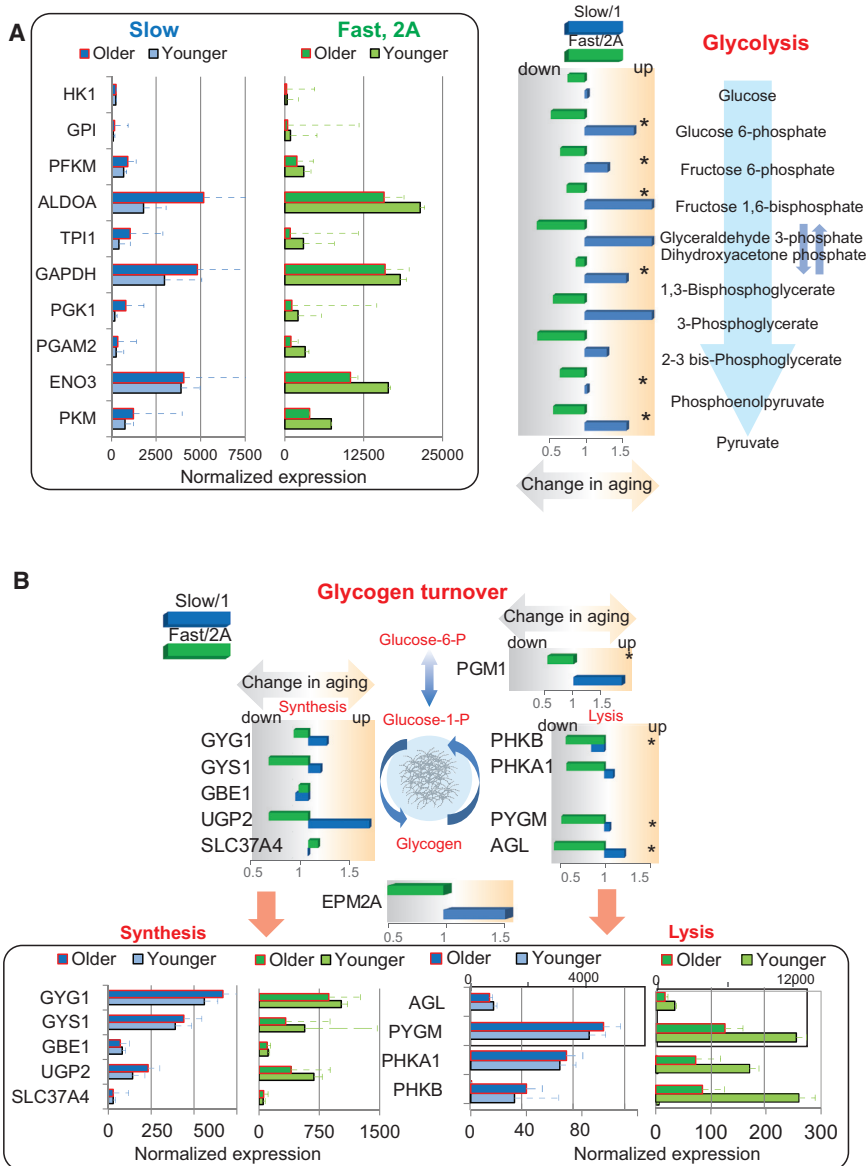 A
Slow
Fast, 2A
Older Younger
Older Younger
HK1
GPI
PFKM
ALDOA
TPI1
GAPDH
PGK1
PGAM2
ENO3
PKM
0 2500 5000 7500
0 12500 25000
Normalized expression
Normalized expression
Slow/1
Fast/2A
down up
Glycolysis
Glucose
*
Glucose 6-phosphate
*
Fructose 6-phosphate
*
Fructose 1,6-bisphosphate
Glyceraldehyde 3-phosphate
Dihydroxyacetone phosphate
*
1,3-Bisphosphoglycerate
3-Phosphoglycerate
2-3 bis-Phosphoglycerate
*
Phosphoenolpyruvate
*
Pyruvate
0.5 1 1.5
Change in aging
B
Glycogen turnover
Slow/1
Fast/2A
Change in aging
down up
PGM1
*
0.5 1 1.5
Glucose-6-P
Change in aging
Synthesis
down up
GYG1
GYS1
GBE1
UGP2
SLC37A4
0.5 1 1.5
Glucose-1-P
Glycogen
Lysis
down up
PHKB
*
PHKA1
PYGM
*
AGL
*
0.5 1 1.5
EPM2A
0.5 1 1.5
Synthesis
Older Younger
Older Younger
GYG1
GYS1
GBE1
UGP2
SLC37A4
0 250 500
0 750 1500
Normalized expression
Lysis
Older Younger
Older Younger
0 4000
0 12000
AGL
PYGM
PHKA1
PHKB
0 40 80
0 100 200 300
Normalized expression